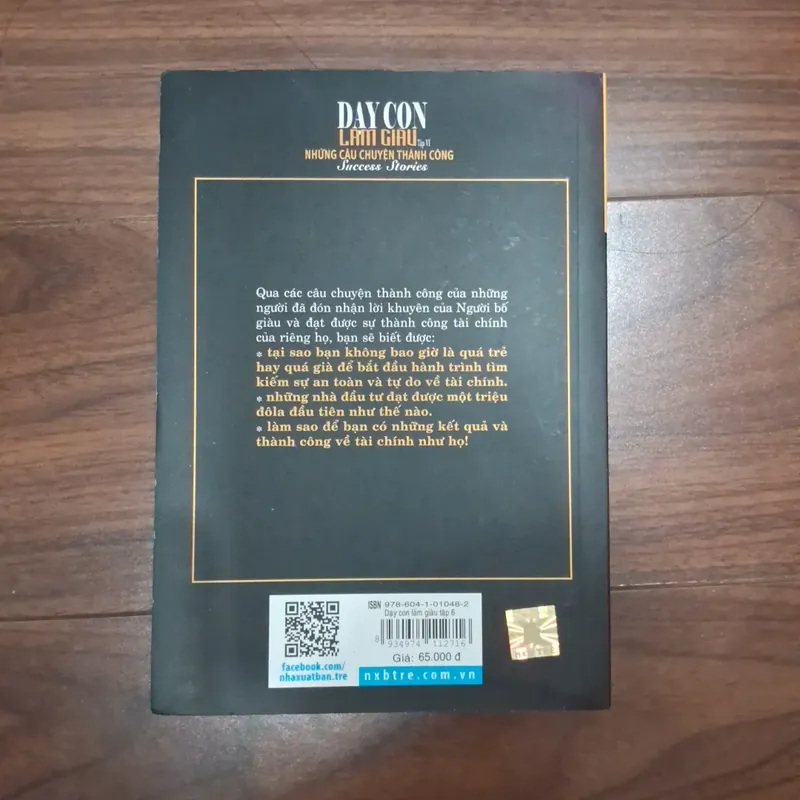 DẠY CON
LÀM GIÀU Tập VI
NHỮNG CÂU CHUYỆN THÀNH CÔNG
Success Stories
Qua các câu chuyện thành công của những
người đã đón nhận lời khuyên của Người bố
giàu và đạt được sự thành công tài chính
của riêng họ, bạn sẽ biết được:
* tại sao bạn không bao giờ là quá trẻ
hay quá già để bắt đầu hành trình tìm
kiếm sự an toàn và tự do về tài chính.
* những nhà đầu tư đạt được một triệu
đôla đầu tiên như thế nào.
* làm sao để bạn có những kết quả và
thành công về tài chính như họ!
ISBN 978-604-1-01046-2
Dạy con làm giàu tập 6
8 934974 112716
Giá: 65.000 đ
facebook.com/
nhaxuatban.tre
nxbtre.com.vn